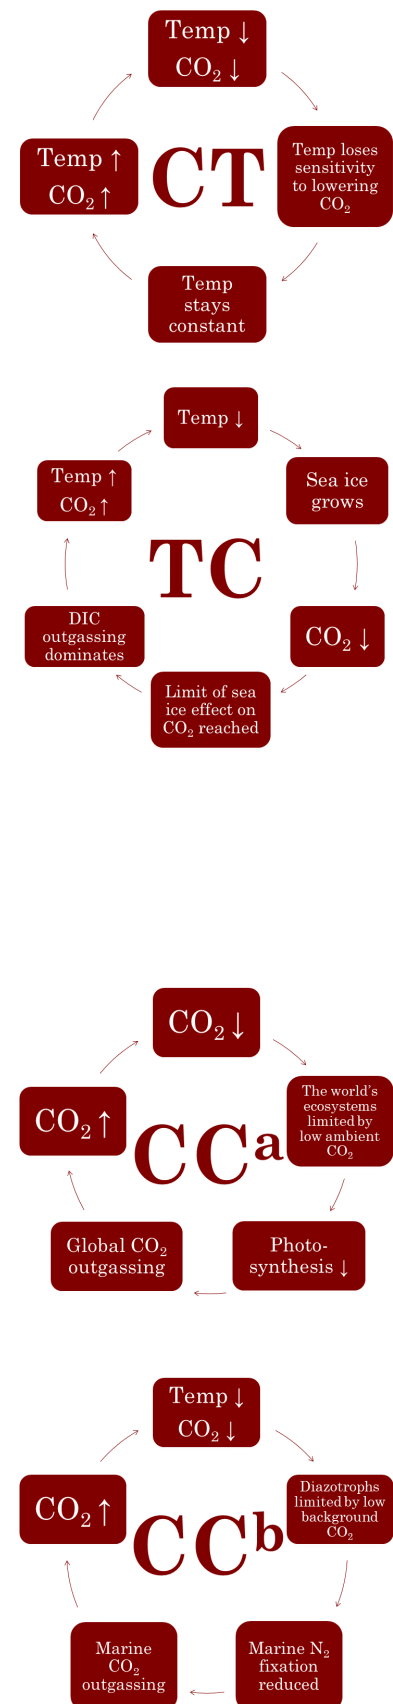 Temp ↓
CO₂ ↓
Temp loses
sensitivity
to lowering
CO₂
Temp
stays
constant
Temp ↑
CO₂ ↑
CT
Temp ↓
Sea ice
grows
CO₂ ↓
Limit of sea
ice effect on
CO₂ reached
DIC
outgassing
dominates
Temp ↑
CO₂ ↑
TC
CO₂ ↓
The world's
ecosystems
limited by
low ambient
CO₂
Photo-
synthesis ↓
Global CO₂
outgassing
CO₂ ↑
CCᵃ
Temp ↓
CO₂ ↓
Diazotrophs
limited by low
background
CO₂
Marine N₂
fixation
reduced
Marine
CO₂
outgassing
CO₂ ↑
CCᵇ